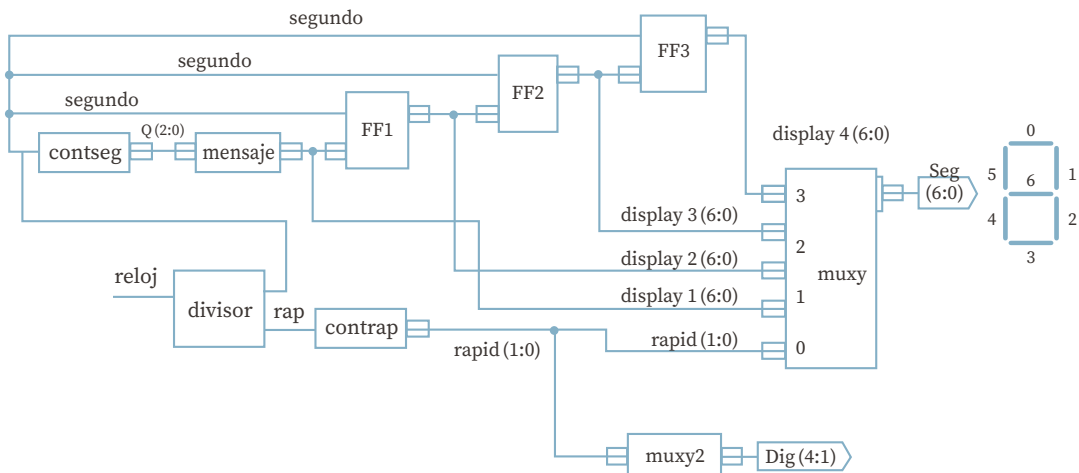 segundo
FF3
segundo
FF2
segundo
FF1
Q (2:0)
contseg
mensaje
display 4 (6:0)
0
5
6
1
Seg
(6:0)
3
4
2
3
display 3 (6:0)
2
display 2 (6:0)
muxy
reloj
divisor
rap
contrap
display 1 (6:0)
1
rapid (1:0)
rapid (1:0)
0
muxy2
Dig (4:1)